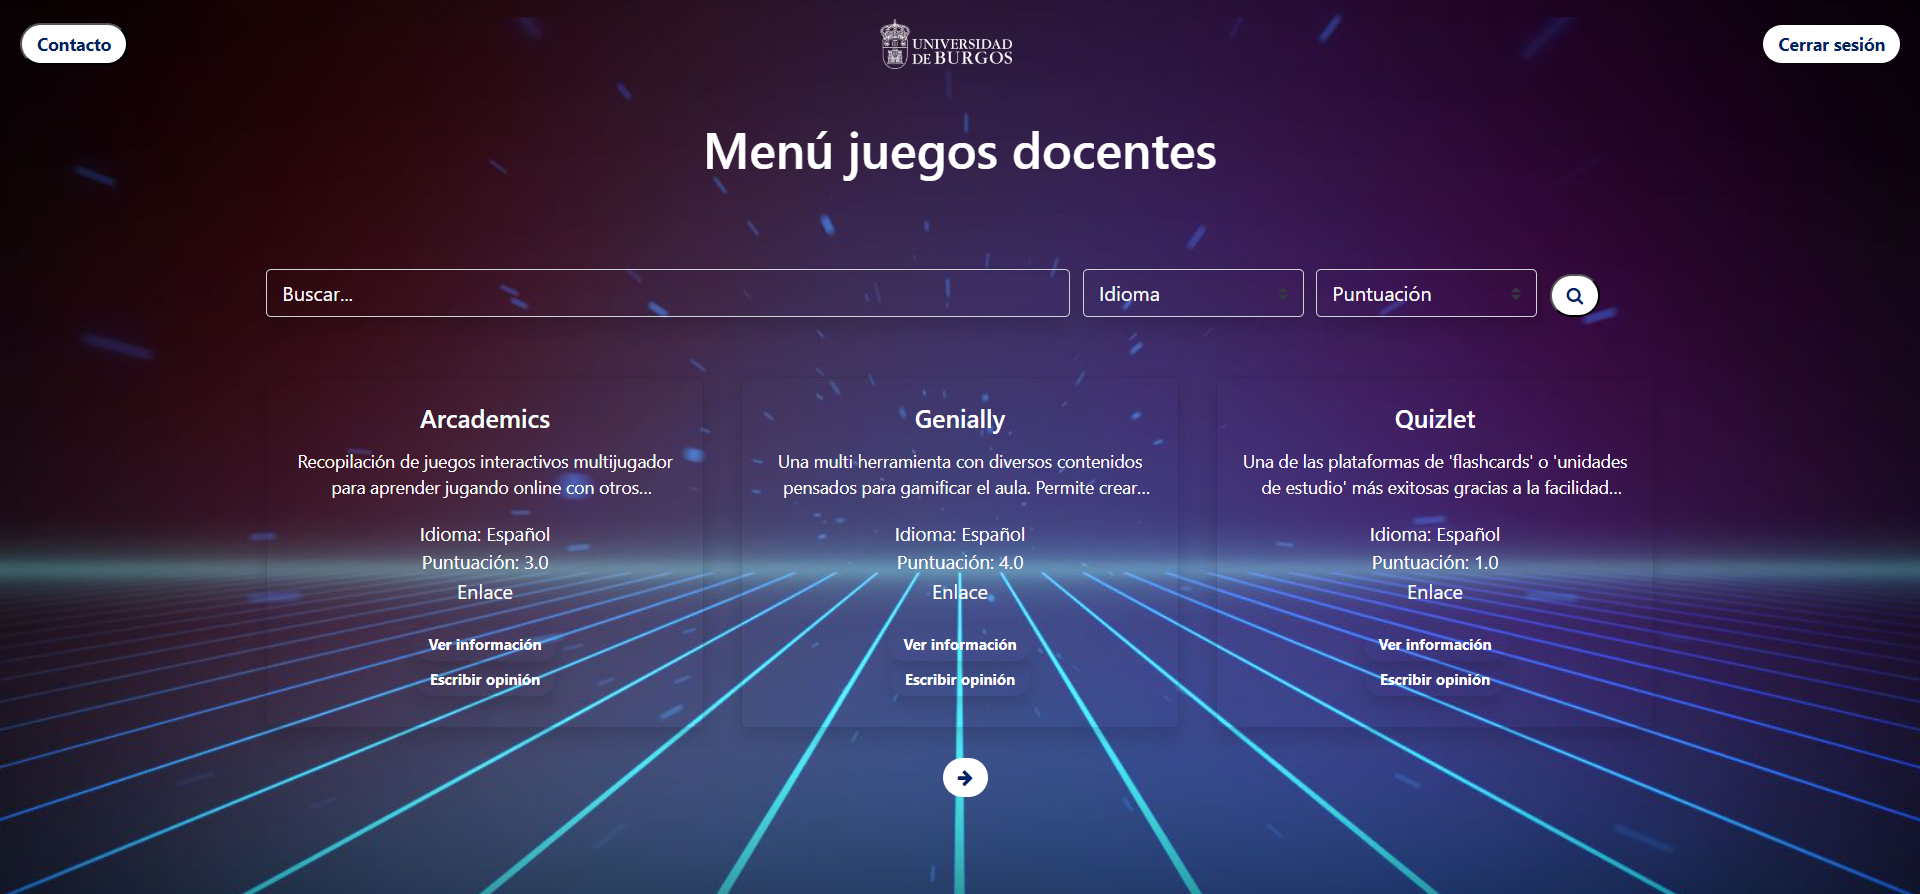 Contacto
UNIVERSIDAD
DE BURGOS
Cerrar sesión
Menú juegos docentes
Buscar...
Idioma
Puntuación
Arcademics
Recopilación de juegos interactivos multijugador
para aprender jugando online con otros...
Idioma: Español
Puntuación: 3.0
Enlace
Ver información
Escribir opinión
Genially
Una multi herramienta con diversos contenidos
pensados para gamificar el aula. Permite crear...
Idioma: Español
Puntuación: 4.0
Enlace
Ver información
Escribir opinión
Quizlet
Una de las plataformas de 'flashcards' o 'unidades
de estudio' más exitosas gracias a la facilidad...
Idioma: Español
Puntuación: 1.0
Enlace
Ver información
Escribir opinión